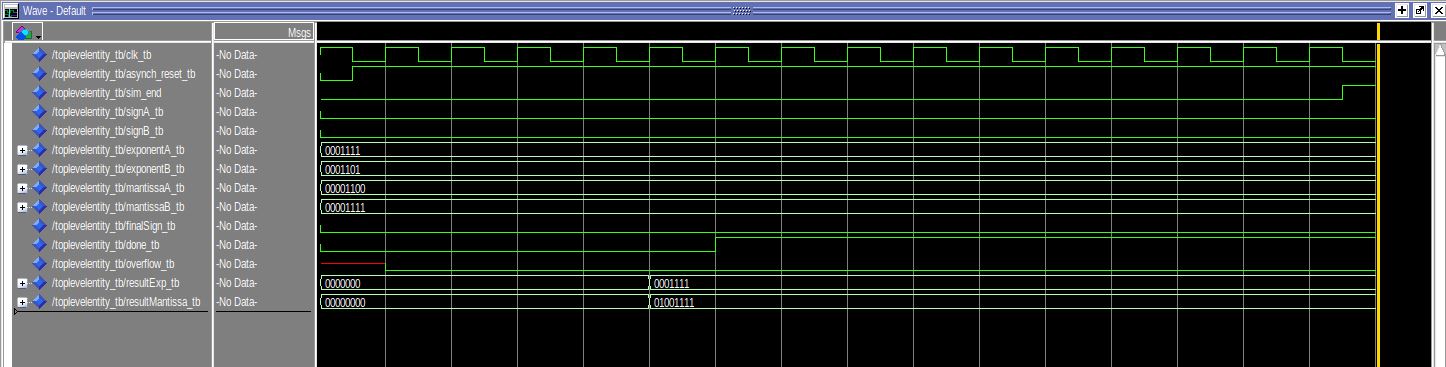 Wave - Default
Msgs
/toplevelentity_tb/clk_tb -No Data-
/toplevelentity_tb/asynch_reset_tb -No Data-
/toplevelentity_tb/sim_end -No Data-
/toplevelentity_tb/signA_tb -No Data-
/toplevelentity_tb/signB_tb -No Data-
/toplevelentity_tb/exponentA_tb -No Data- 0001111
/toplevelentity_tb/exponentB_tb -No Data- 0001101
/toplevelentity_tb/mantissaA_tb -No Data- 00001100
/toplevelentity_tb/mantissaB_tb -No Data- 00001111
/toplevelentity_tb/finalSign_tb -No Data-
/toplevelentity_tb/done_tb -No Data-
/toplevelentity_tb/overflow_tb -No Data-
/toplevelentity_tb/resultExp_tb -No Data- 0000000 0001111
/toplevelentity_tb/resultMantissa_tb -No Data- 00000000 01001111